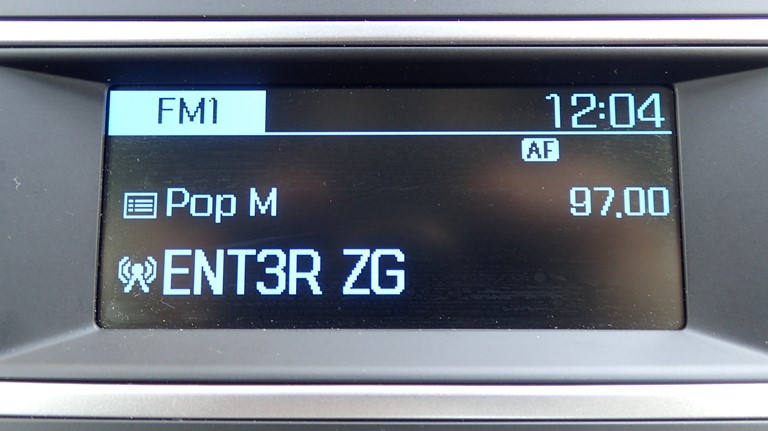 FM1 12:04
AF
Pop M 97.00
ENT3R ZG